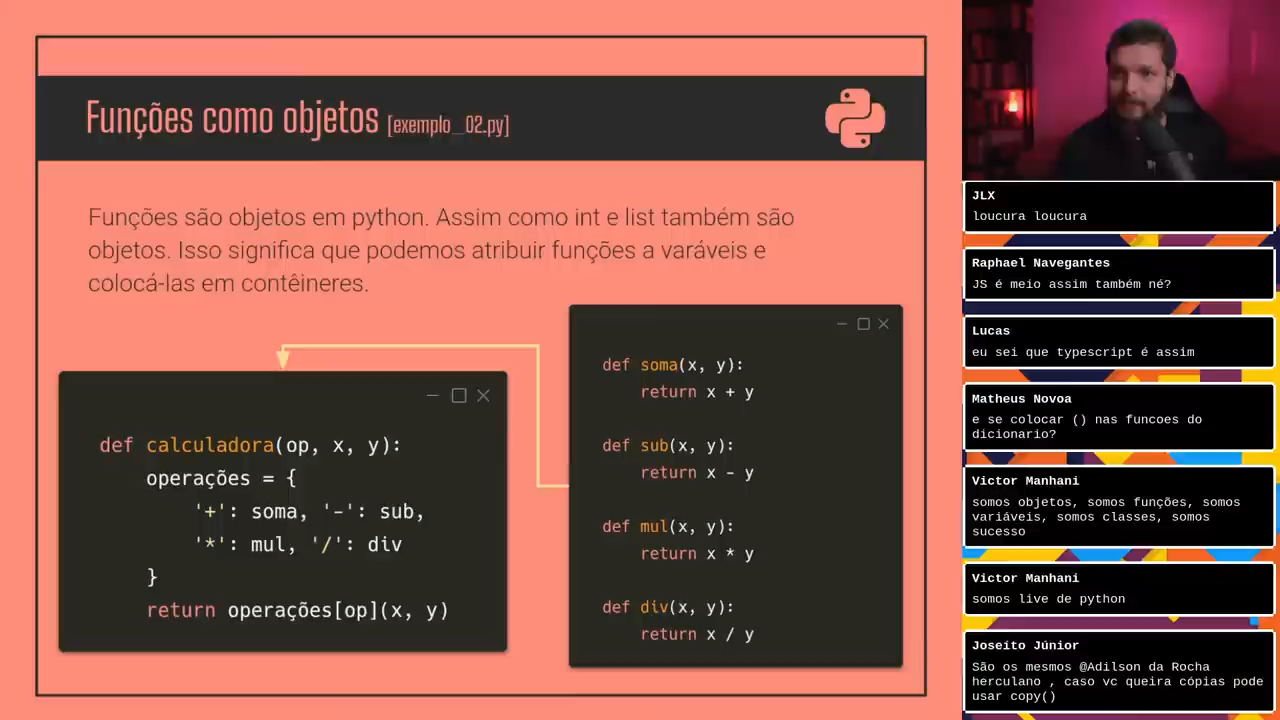 Funções como objetos [exemplo_02.py]
Funções são objetos em python. Assim como int e list também são
objetos. Isso significa que podemos atribuir funções a varáveis e
colocá-las em contêineres.
def calculadora(op, x, y):
operações = {
'+': soma, '-': sub,
'*': mul, '/': div
}
return operações[op](x, y)
def soma(x, y):
return x + y
def sub(x, y):
return x - y
def mul(x, y):
return x * y
def div(x, y):
return x / y
JLX
loucura loucura
Raphael Navegantes
JS é meio assim também né?
Lucas
eu sei que typescript é assim
Matheus Novoa
e se colocar () nas funcoes do
dicionario?
Victor Manhani
somos objetos, somos funções, somos
variáveis, somos classes, somos
sucesso
Victor Manhani
somos live de python
Joseíto Júnior
São os mesmos @Adilson da Rocha
herculano , caso vc queira cópias pode
usar copy()